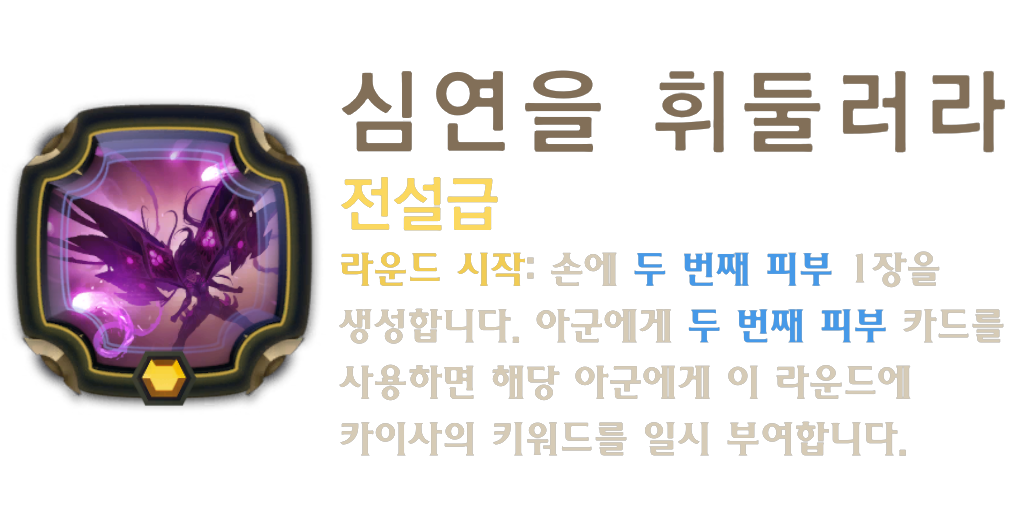 심연을 휘둘러라
전설급
라운드 시작: 손에 두 번째 피부 1장을
생성합니다. 아군에게 두 번째 피부 카드를
사용하면 해당 아군에게 이 라운드에
카이사의 키워드를 일시 부여합니다.